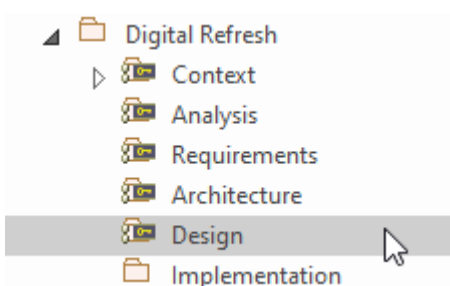 Digital Refresh
Context
Analysis
Requirements
Architecture
Design
Implementation